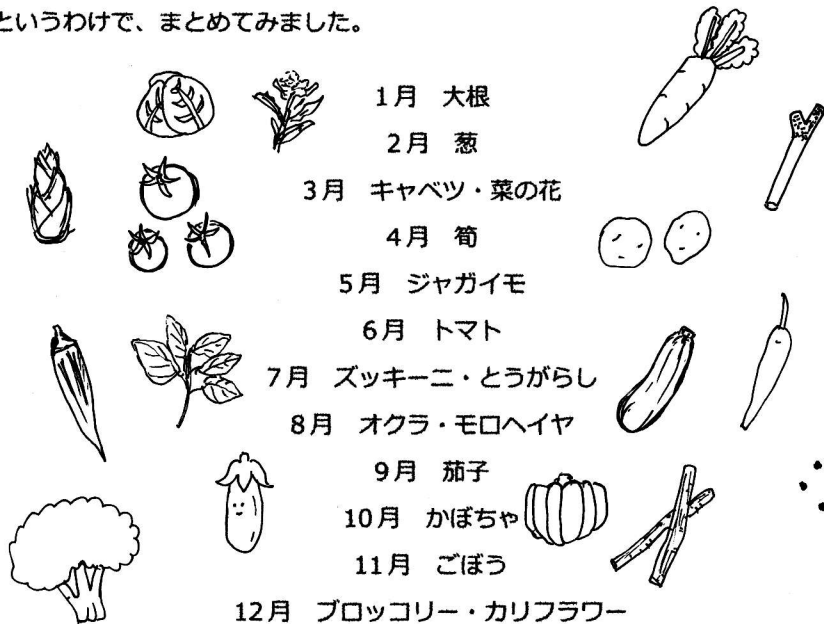 というわけで、まとめてみました。
1月 大根
2月 葱
3月 キャベツ・菜の花
4月 筍
5月 ジャガイモ
6月 トマト
7月 ズッキーニ・とうがらし
8月 オクラ・モロヘイヤ
9月 茄子
10月 かぼちゃ
11月 ごぼう
12月 ブロッコリー・カリフラワー